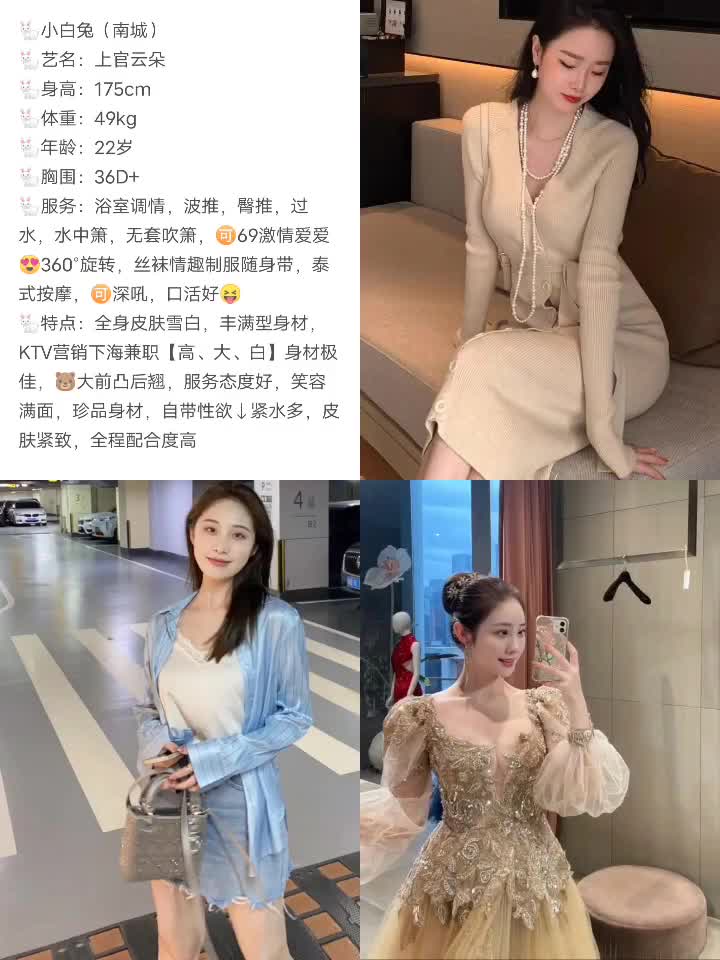 🐇小白兔（南城）
🐇艺名：上官云朵
🐇身高：175cm
🐇体重：49kg
🐇年龄：22岁
🐇胸围：36D+
🐇服务：浴室调情，波推，臀推，过
水，水中箫，无套吹箫，🉑69激情爱爱
😍360°旋转，丝袜情趣制服随身带，泰
式按摩，🉑深吼，口活好😝
🐇特点：全身皮肤雪白，丰满型身材，
KTV营销下海兼职【高、大、白】身材极
佳，🐻大前凸后翘，服务态度好，笑容
满面，珍品身材，自带性欲↓紧水多，皮
肤紧致，全程配合度高
4